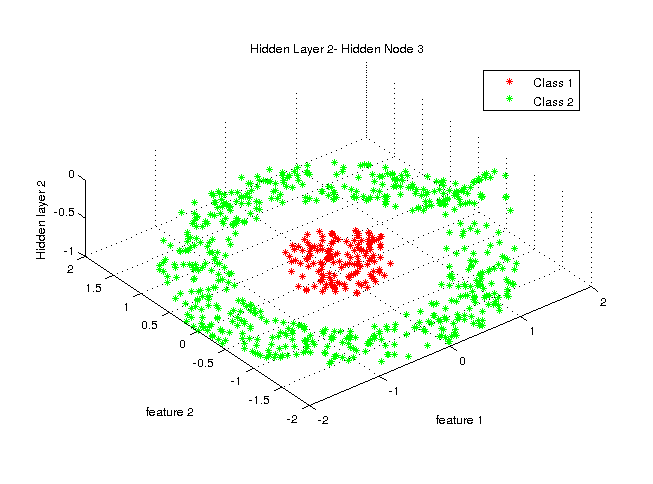 Hidden Layer 2- Hidden Node 3
Class 1
Class 2
Hidden layer 2
0
-0.5
-1
2
1.5
1
0.5
0
-0.5
-1
-1.5
-2
feature 2
-2
-1
0
1
2
feature 1